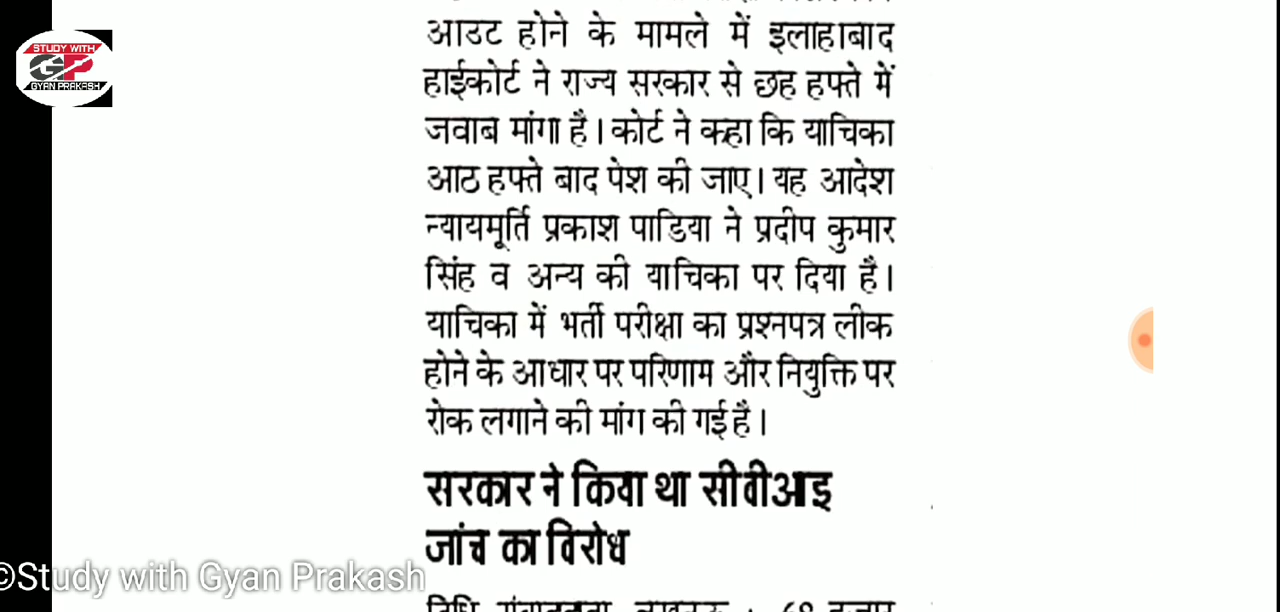 STUDY WITH
GP
GYAN PRAKASH
आउट होने के मामले में इलाहाबाद
हाईकोर्ट ने राज्य सरकार से छह हफ्ते में
जवाब मांगा है। कोर्ट ने कहा कि याचिका
आठ हफ्ते बाद पेश की जाए। यह आदेश
न्यायमूर्ति प्रकाश पाडिया ने प्रदीप कुमार
सिंह व अन्य की याचिका पर दिया है।
याचिका में भर्ती परीक्षा का प्रश्नपत्र लीक
होने के आधार पर परिणाम और नियुक्ति पर
रोक लगाने की मांग की गई है।
सरकार ने किया था सीबीआइ
जांच का विरोध
©Study with Gyan Prakash